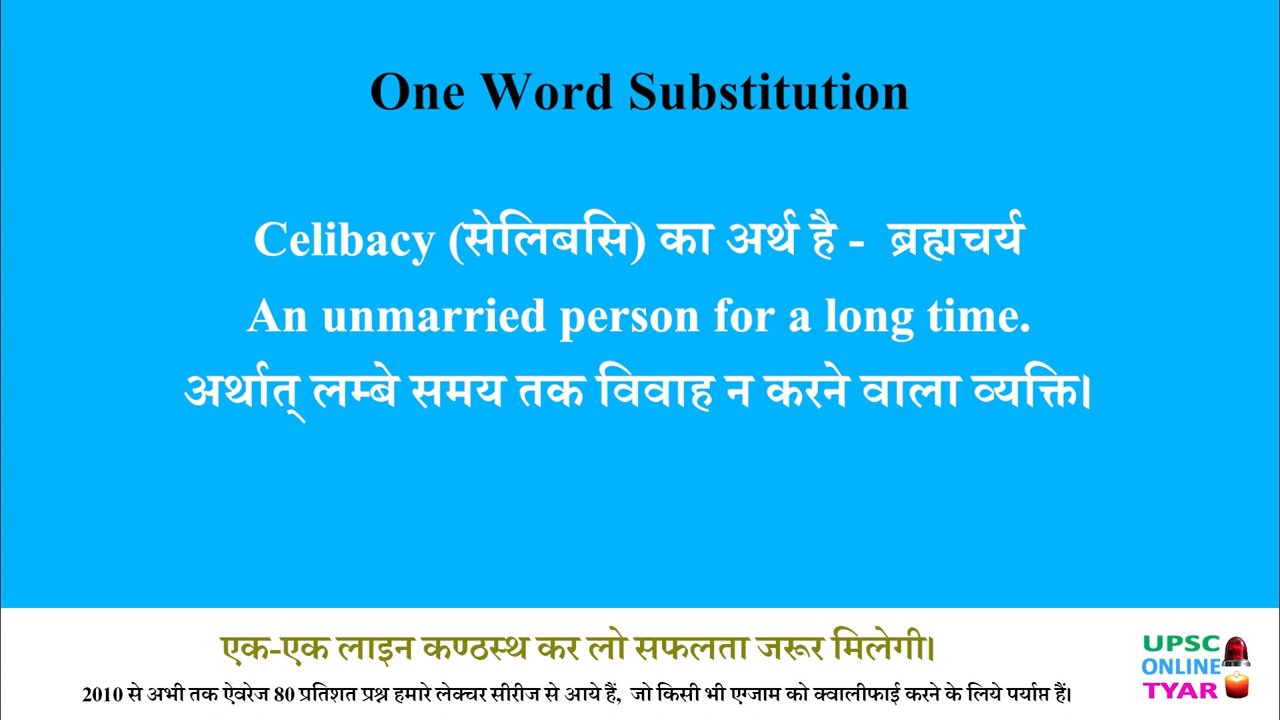 One Word Substitution
Celibacy (सेलिबसि) का अर्थ है - ब्रह्मचर्य
An unmarried person for a long time.
अर्थात् लम्बे समय तक विवाह न करने वाला व्यक्ति।
एक-एक लाइन कण्ठस्थ कर लो सफलता जरूर मिलेगी।
2010 से अभी तक ऐवरेज 80 प्रतिशत प्रश्न हमारे लेक्चर सीरीज से आये हैं, जो किसी भी एग्जाम को क्वालीफाई करने के लिये पर्याप्त हैं।
UPSC
ONLINE
TYAR